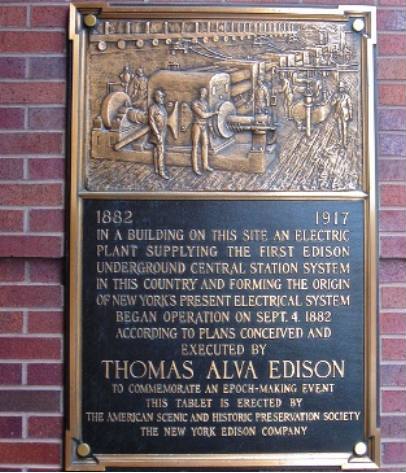 1882 1917
IN A BUILDING ON THIS SITE AN ELECTRIC
PLANT SUPPLYING THE FIRST EDISON
UNDERGROUND CENTRAL STATION SYSTEM
IN THIS COUNTRY AND FORMING THE ORIGIN
OF NEW YORK'S PRESENT ELECTRICAL SYSTEM
BEGAN OPERATION ON SEPT. 4. 1882
ACCORDING TO PLANS CONCEIVED AND
EXECUTED BY
THOMAS ALVA EDISON
TO COMMEMORATE AN EPOCH-MAKING EVENT
THIS TABLET IS ERECTED BY
THE AMERICAN SCENIC AND HISTORIC PRESERVATION SOCIETY
THE NEW YORK EDISON COMPANY